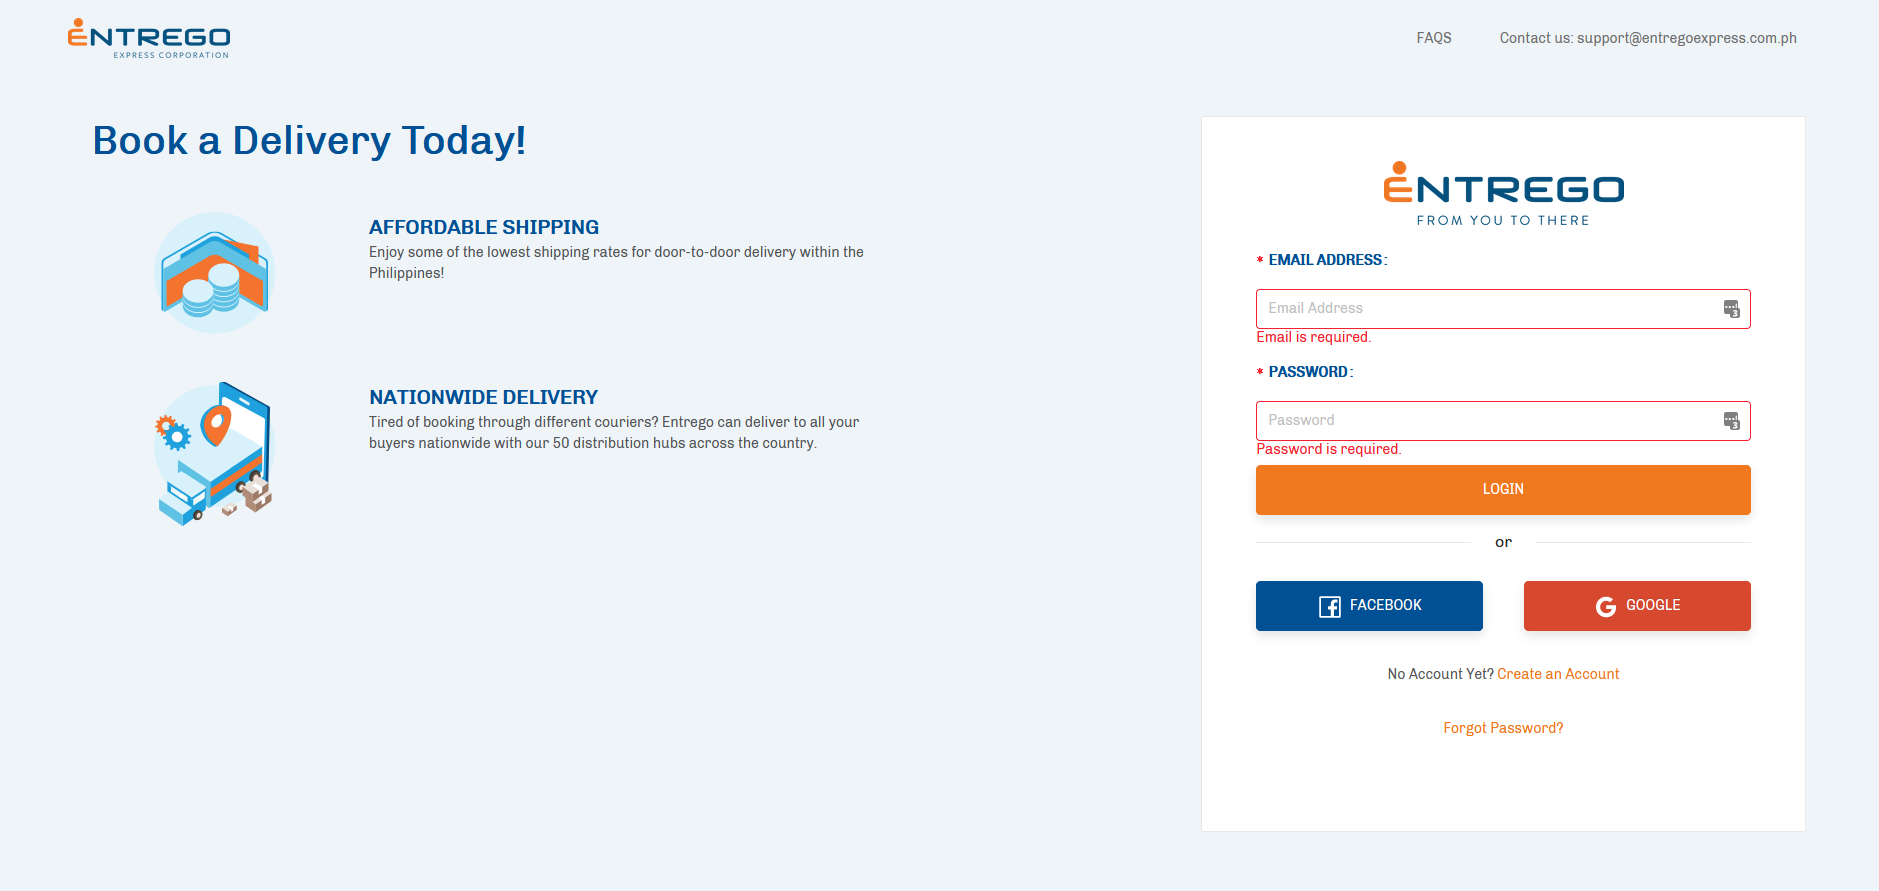 ENTREGO
EXPRESS CORPORATION
FAQS
Contact us: support@entregoexpress.com.ph
Book a Delivery Today!
AFFORDABLE SHIPPING
Enjoy some of the lowest shipping rates for door-to-door delivery within the
Philippines!
NATIONWIDE DELIVERY
Tired of booking through different couriers? Entrego can deliver to all your
buyers nationwide with our 50 distribution hubs across the country.
ENTREGO
FROM YOU TO THERE
* EMAIL ADDRESS:
Email Address
3
Email is required.
* PASSWORD:
Password
3
Password is required.
LOGIN
or
FACEBOOK
GOOGLE
No Account Yet? Create an Account
Forgot Password?